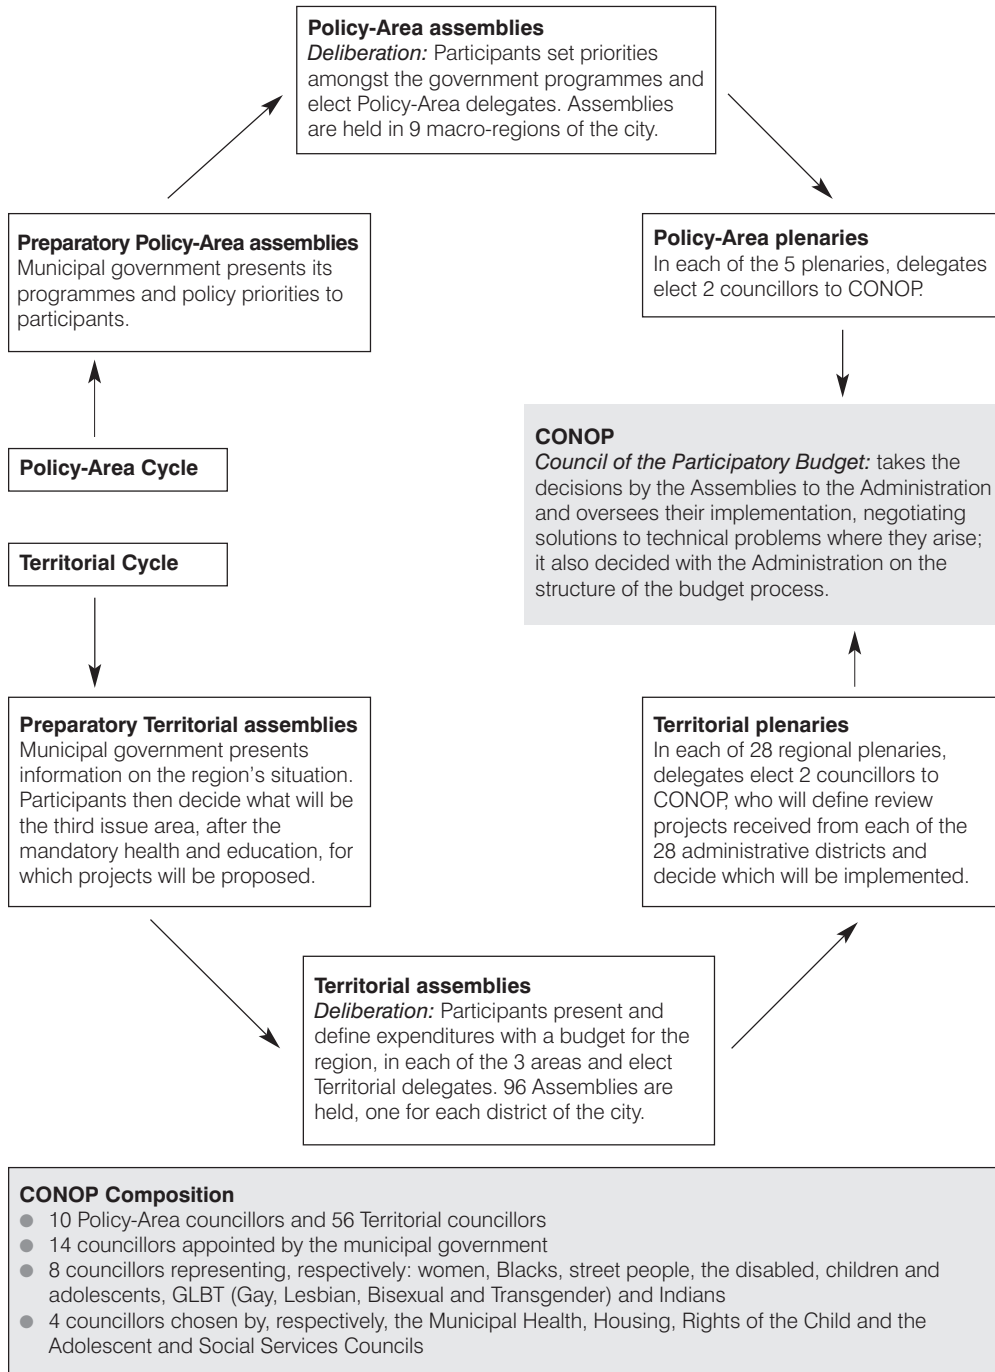 Policy-Area assemblies
Deliberation: Participants set priorities
amongst the government programmes and
elect Policy-Area delegates. Assemblies
are held in 9 macro-regions of the city.
Preparatory Policy-Area assemblies
Municipal government presents its
programmes and policy priorities to
participants.
Policy-Area plenaries
In each of the 5 plenaries, delegates
elect 2 councillors to CONOP.
Policy-Area Cycle
CONOP
Council of the Participatory Budget: takes the
decisions by the Assemblies to the Administration
and oversees their implementation, negotiating
solutions to technical problems where they arise;
it also decided with the Administration on the
structure of the budget process.
Territorial Cycle
Preparatory Territorial assemblies
Municipal government presents
information on the region's situation.
Participants then decide what will be
the third issue area, after the
mandatory health and education, for
which projects will be proposed.
Territorial plenaries
In each of 28 regional plenaries,
delegates elect 2 councillors to
CONOP, who will define review
projects received from each of the
28 administrative districts and
decide which will be implemented.
Territorial assemblies
Deliberation: Participants present and
define expenditures with a budget for the
region, in each of the 3 areas and elect
Territorial delegates. 96 Assemblies are
held, one for each district of the city.
CONOP Composition
● 10 Policy-Area councillors and 56 Territorial councillors
● 14 councillors appointed by the municipal government
● 8 councillors representing, respectively: women, Blacks, street people, the disabled, children and
adolescents, GLBT (Gay, Lesbian, Bisexual and Transgender) and Indians
● 4 councillors chosen by, respectively, the Municipal Health, Housing, Rights of the Child and the
Adolescent and Social Services Councils